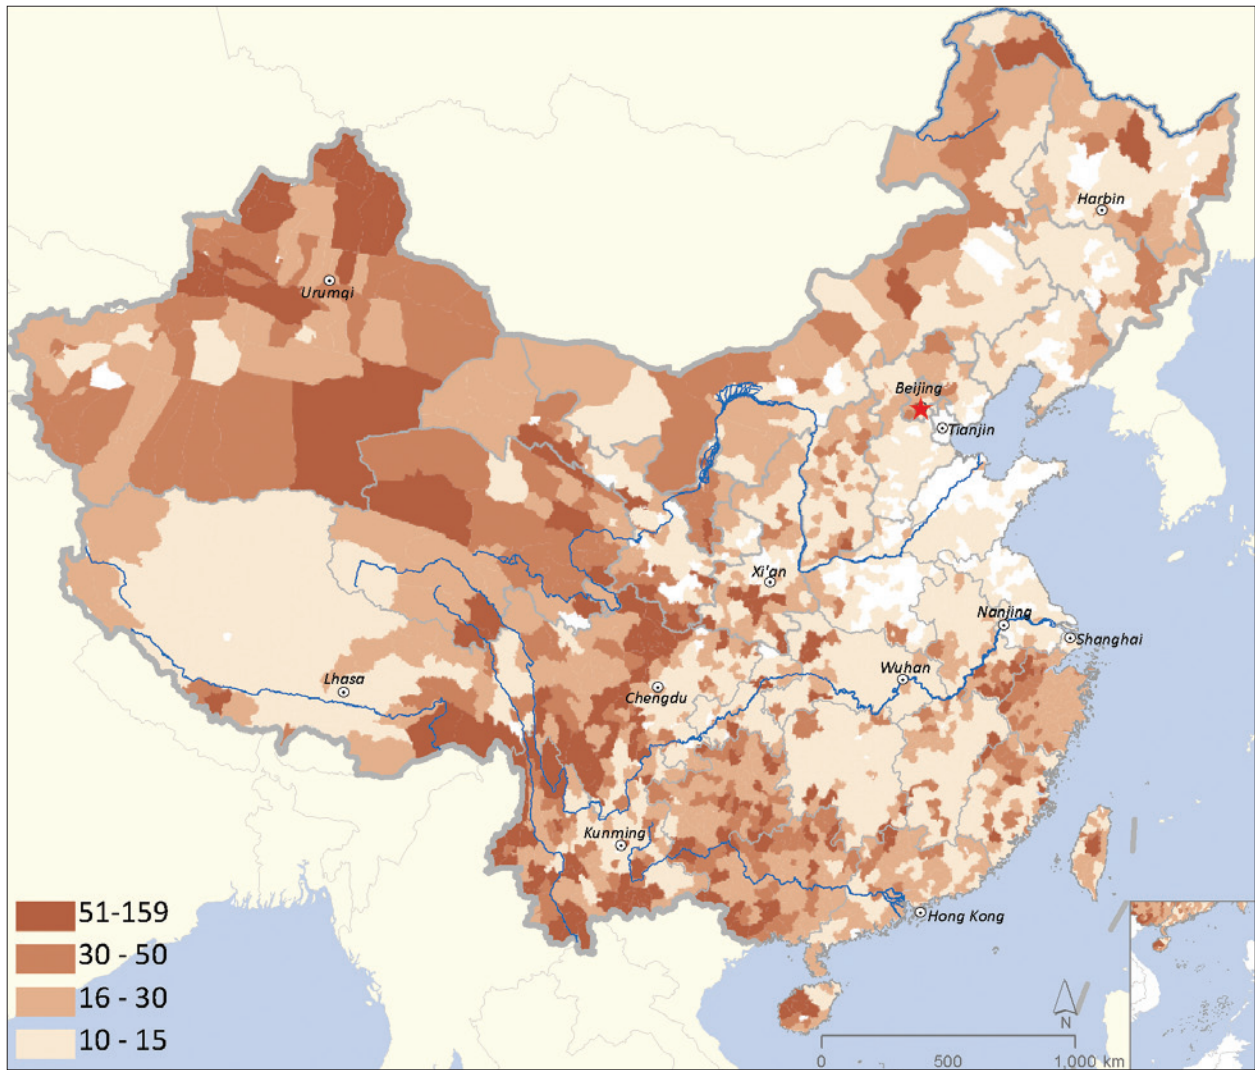 Harbin
Urumqi
Beijing
Tianjin
Xi'an
Nanjing
Shanghai
Wuhan
Lhasa
Chengdu
Kunming
Hong Kong
51-159
30 - 50
16 - 30
10 - 15
N
0 500 1,000 km